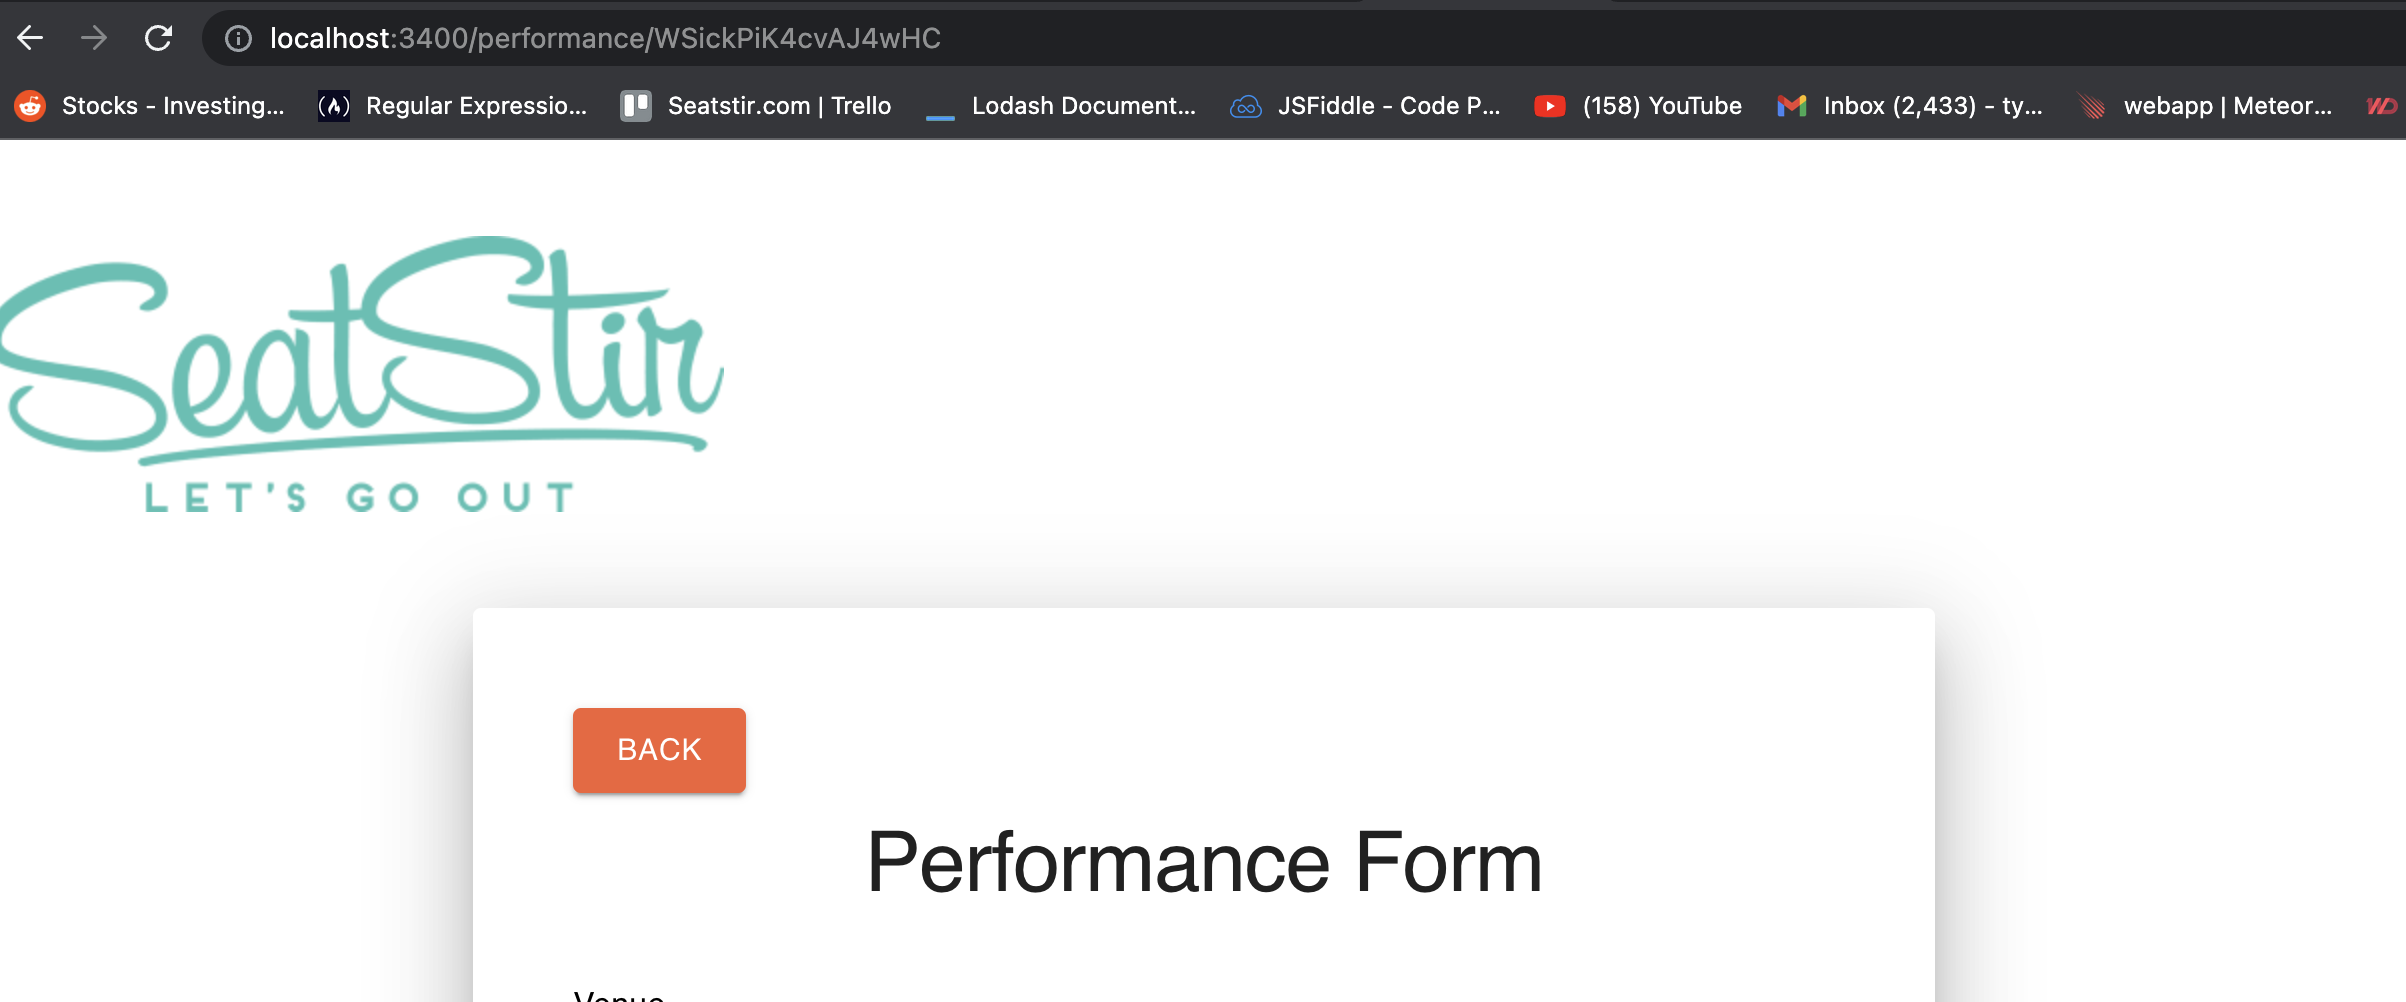 localhost:3400/performance/WSickPiK4cvAJ4wHC
Stocks - Investing... Regular Expressio... Seatstir.com | Trello Lodash Document... JSFiddle - Code P... (158) YouTube Inbox (2,433) - ty... webapp | Meteor...
SeatStir
LET'S GO OUT
BACK
Performance Form
Venue